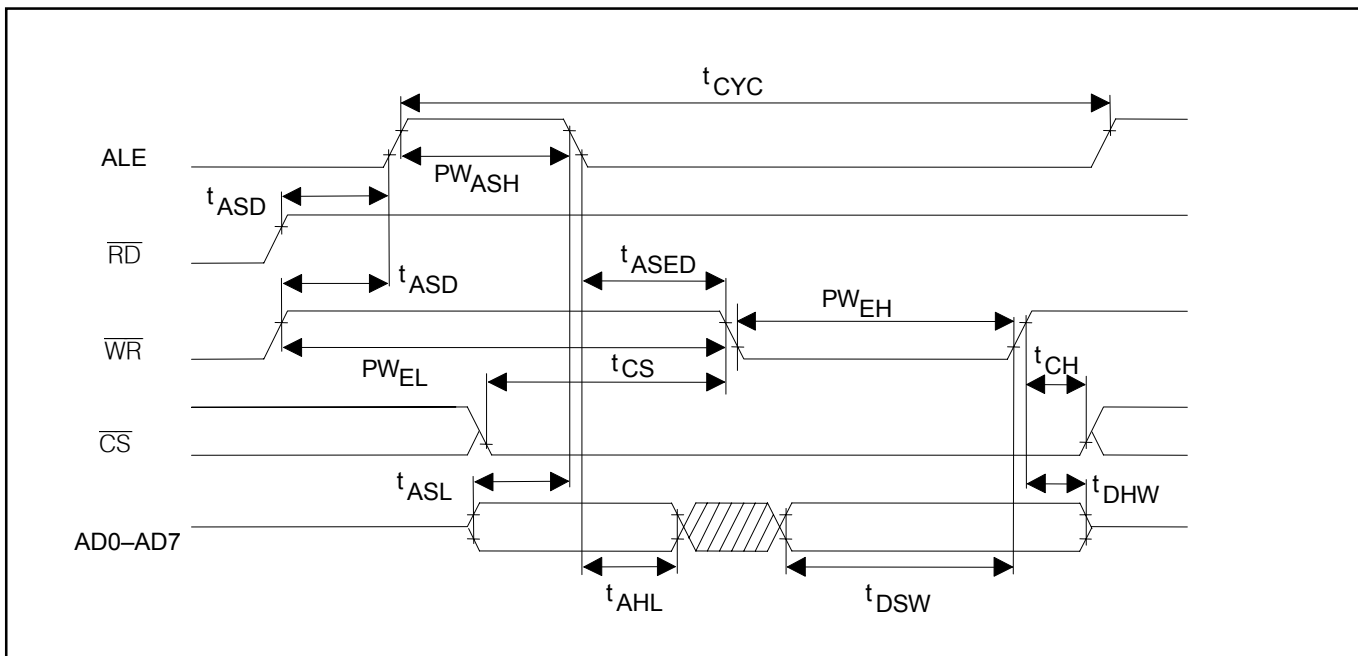 tCYC
ALE
PWASH
tASD
RD
tASED
tASD
PWEH
WR
tCS
PWEL
tCH
CS
tASL
tDHW
AD0–AD7
tAHL
tDSW